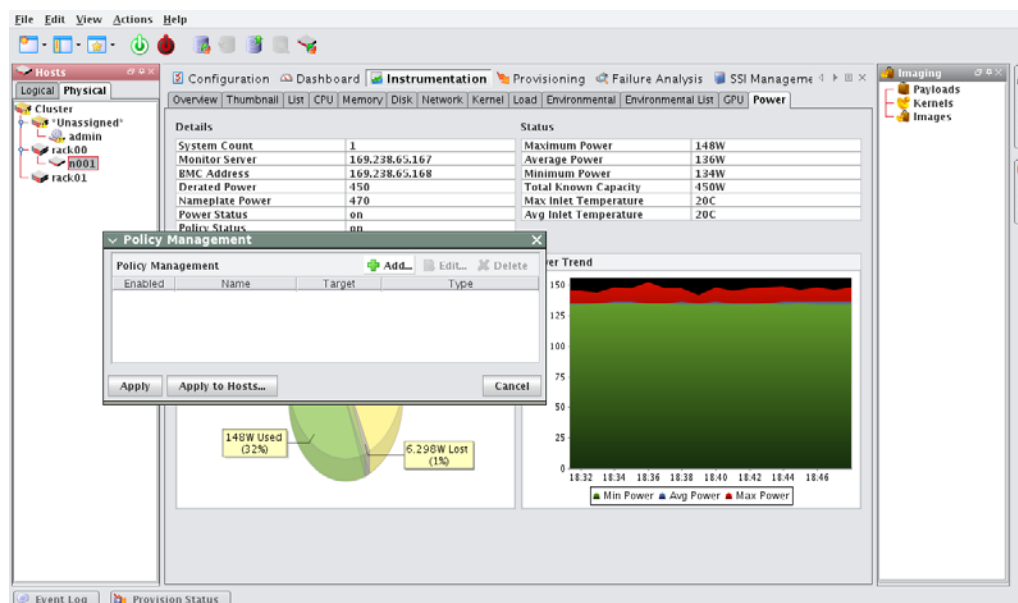 File Edit View Actions Help
Hosts
Logical Physical
Cluster
*Unassigned*
admin
rack00
n001
rack01
Configuration Dashboard Instrumentation Provisioning Failure Analysis SSI Manageme
Overview Thumbnail List CPU Memory Disk Network Kernel Load Environmental Environmental List GPU Power
Details
System Count 1
Monitor Server 169.238.65.167
BMC Address 169.238.65.168
Derated Power 450
Nameplate Power 470
Power Status on
Policy Status on
Status
Maximum Power 148W
Average Power 136W
Minimum Power 134W
Total Known Capacity 450W
Max Inlet Temperature 20C
Avg Inlet Temperature 20C
Policy Management
Policy Management Add... Edit... Delete
Enabled Name Target Type
Apply Apply to Hosts... Cancel
148W Used
(32%)
6.298W Lost
(1%)
er Trend
150
125
100
75
50
25
0
18:32 18:34 18:36 18:38 18:40 18:42 18:44 18:46
Min Power Avg Power Max Power
Imaging
Payloads
Kernels
Images
Event Log Provision Status